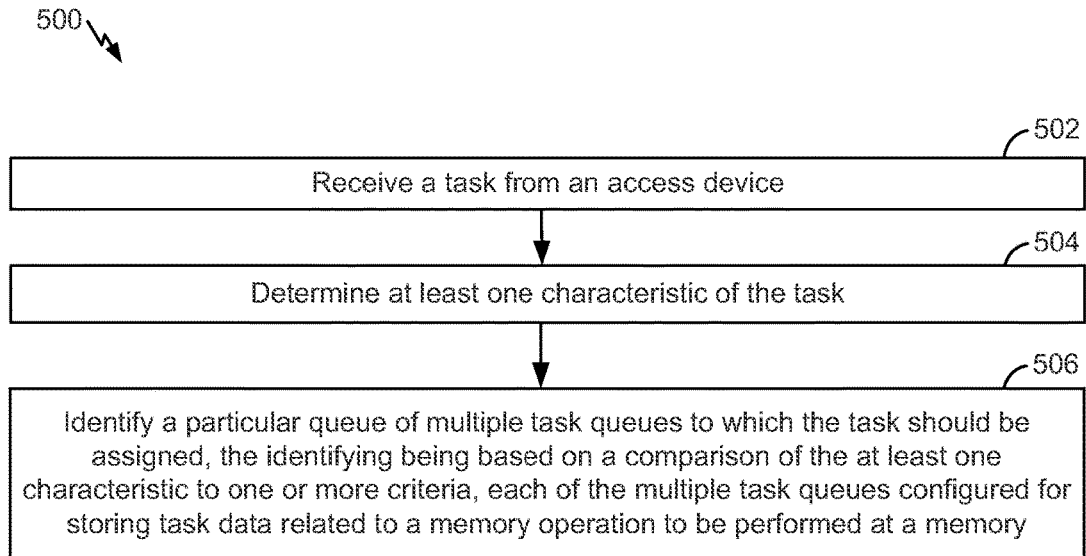 500
502
Receive a task from an access device
504
Determine at least one characteristic of the task
506
Identify a particular queue of multiple task queues to which the task should be
assigned, the identifying being based on a comparison of the at least one
characteristic to one or more criteria, each of the multiple task queues configured for
storing task data related to a memory operation to be performed at a memory